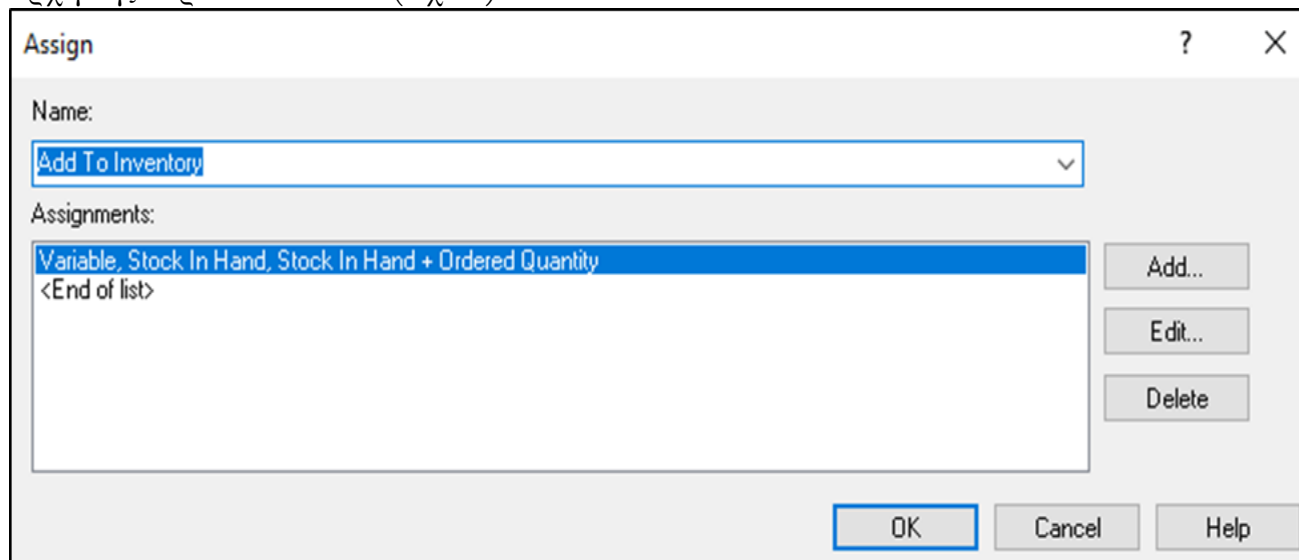 Assign
?
Name:
Add To Inventory
Assignments:
Variable, Stock In Hand, Stock In Hand + Ordered Quantity
<End of list>
Add...
Edit...
Delete
OK
Cancel
Help